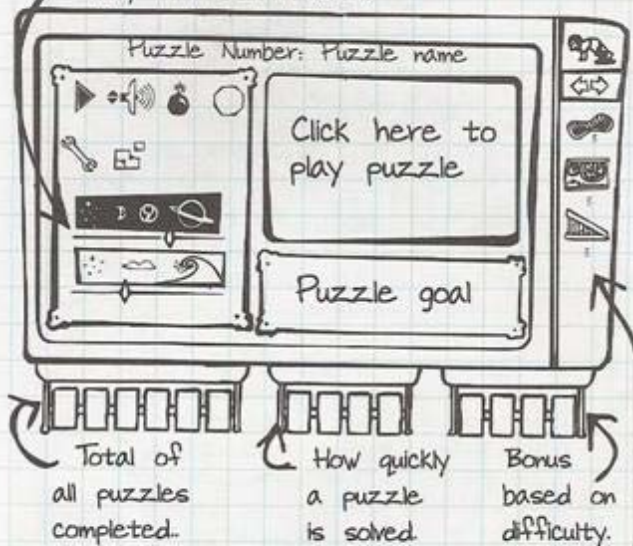 Puzzle Number: Puzzle name
Click here to
play puzzle
Puzzle goal
Total of
all puzzles
completed..
How quickly
a puzzle
is solved.
Bonus
based on
difficulty.